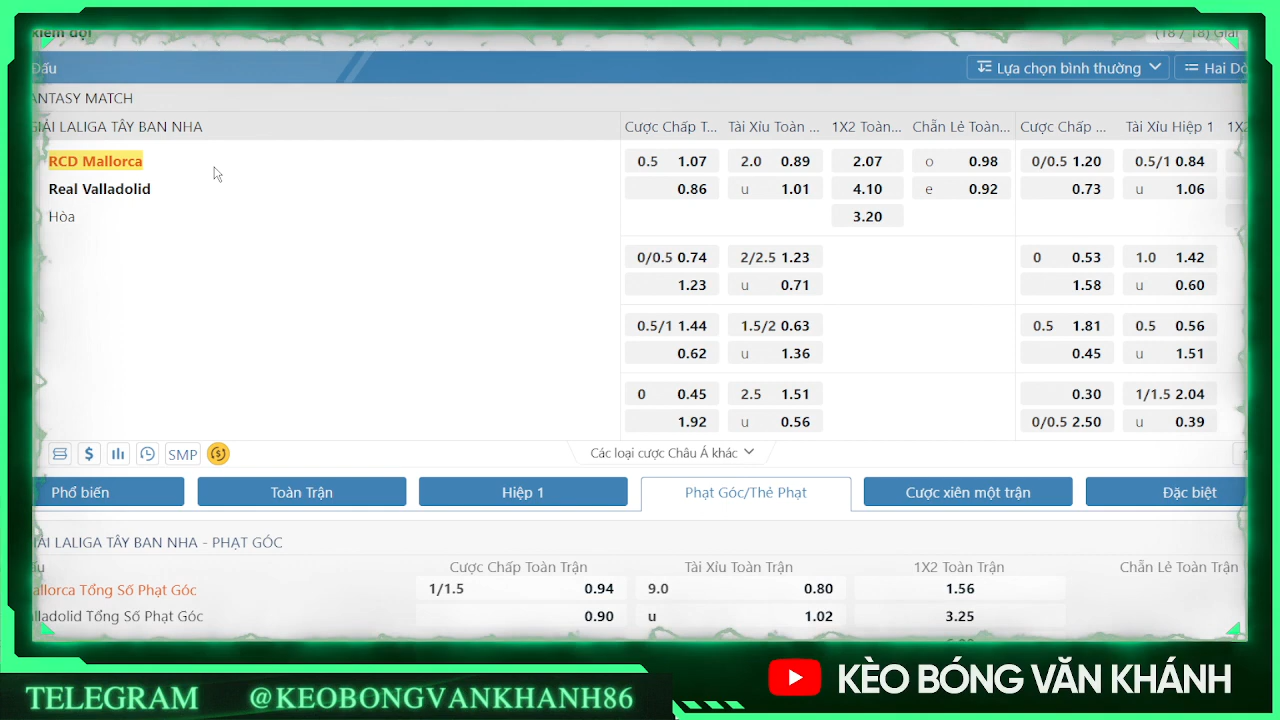 kiếm đội (18 / 18) Giải
Đấu Lựa chọn bình thường Hai Dò
ANTASY MATCH
GIẢI LALIGA TÂY BAN NHA Cược Chấp T... Tài Xỉu Toàn ... 1X2 Toàn... Chẵn Lẻ Toàn... Cược Chấp ... Tài Xỉu Hiệp 1 1X2
RCD Mallorca 0.5 1.07 2.0 0.89 2.07 o 0.98 0/0.5 1.20 0.5/1 0.84
Real Valladolid 0.86 u 1.01 4.10 e 0.92 0.73 u 1.06
Hòa 3.20
0/0.5 0.74 2/2.5 1.23 0 0.53 1.0 1.42
1.23 u 0.71 1.58 u 0.60
0.5/1 1.44 1.5/2 0.63 0.5 1.81 0.5 0.56
0.62 u 1.36 0.45 u 1.51
0 0.45 2.5 1.51 0.30 1/1.5 2.04
1.92 u 0.56 0/0.5 2.50 u 0.39
$ SMP Các loại cược Châu Á khác
Phổ biến Toàn Trận Hiệp 1 Phạt Góc/Thẻ Phạt Cược xiên một trận Đặc biệt
IẢI LALIGA TÂY BAN NHA - PHẠT GÓC
ấu Cược Chấp Toàn Trận Tài Xỉu Toàn Trận 1X2 Toàn Trận Chẵn Lẻ Toàn Trận
allorca Tổng Số Phạt Góc 1/1.5 0.94 9.0 0.80 1.56
alladolid Tổng Số Phạt Góc 0.90 u 1.02 3.25
TELEGRAM @KEOBONGVANKHANH86 KÈO BÓNG VĂN KHÁNH